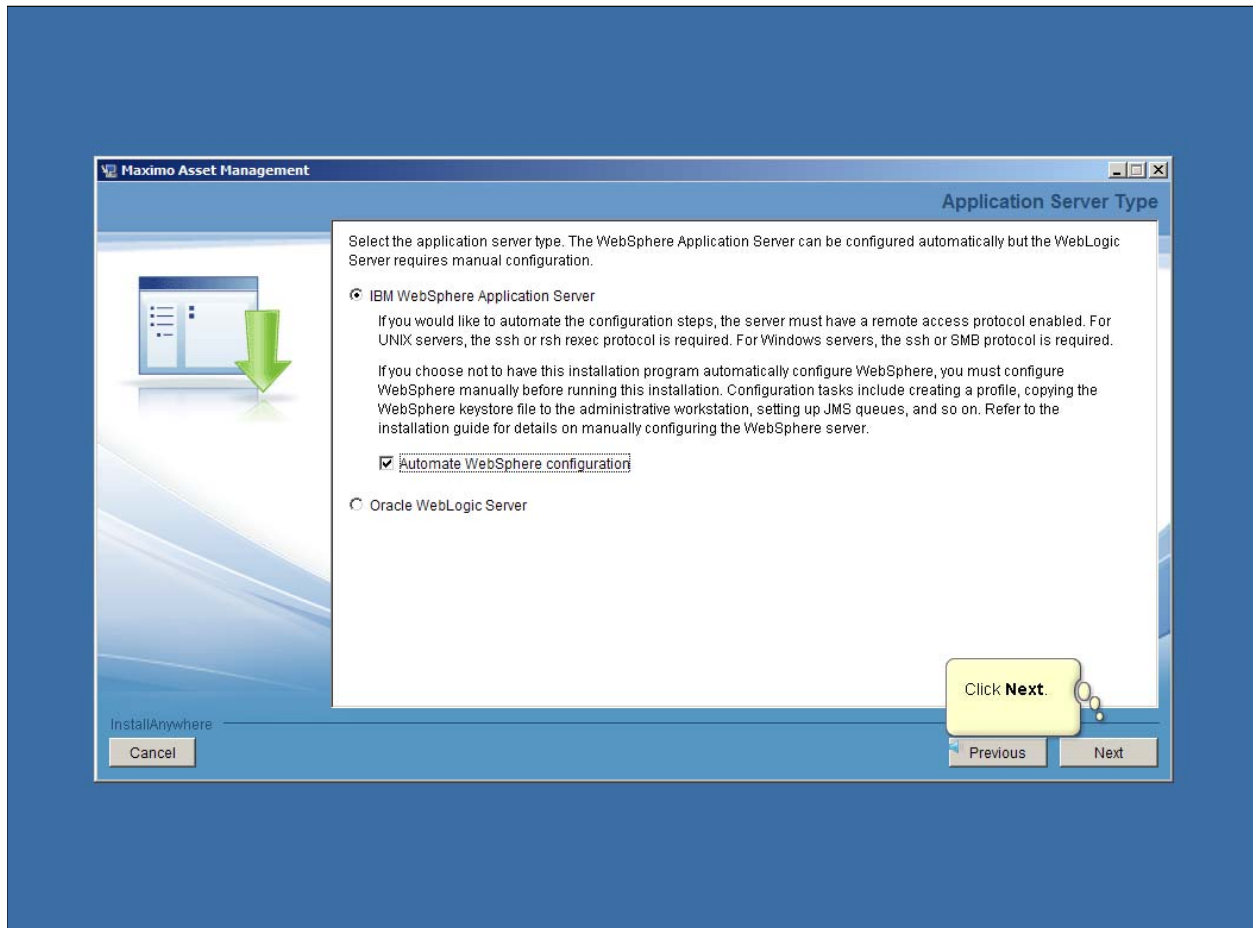 Maximo Asset Management
Application Server Type
Select the application server type. The WebSphere Application Server can be configured automatically but the WebLogic
Server requires manual configuration.
IBM WebSphere Application Server
If you would like to automate the configuration steps, the server must have a remote access protocol enabled. For
UNIX servers, the ssh or rsh rexec protocol is required. For Windows servers, the ssh or SMB protocol is required.
If you choose not to have this installation program automatically configure WebSphere, you must configure
WebSphere manually before running this installation. Configuration tasks include creating a profile, copying the
WebSphere keystore file to the administrative workstation, setting up JMS queues, and so on. Refer to the
installation guide for details on manually configuring the WebSphere server.
Automate WebSphere configuration
Oracle WebLogic Server
Click Next.
InstallAnywhere
Cancel
Previous
Next